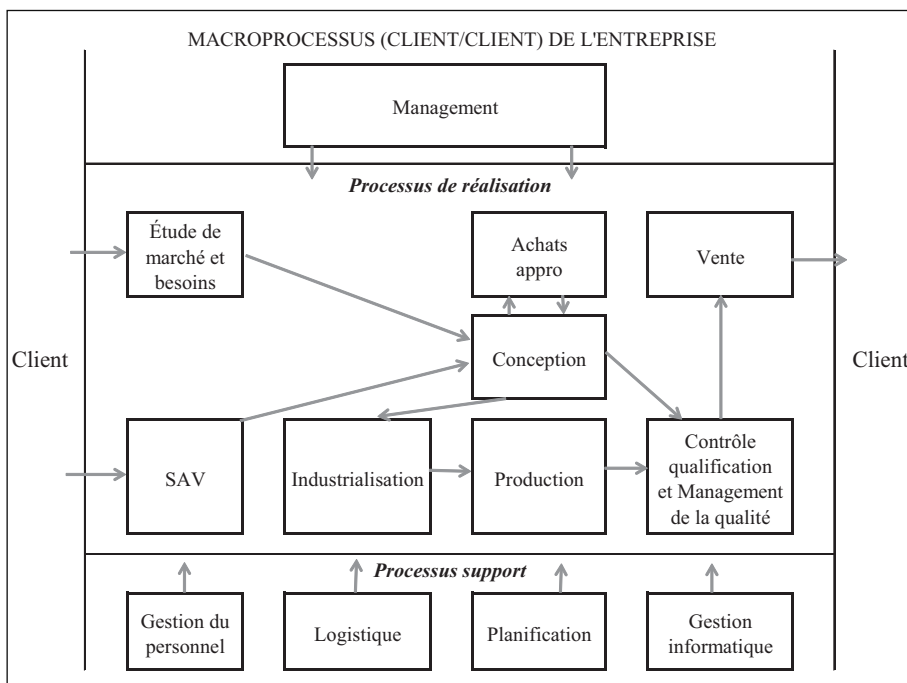 MACROPROCESSUS (CLIENT/CLIENT) DE L'ENTREPRISE
Management
Processus de réalisation
Étude de
marché et
besoins
Achats
appro
Vente
Client
Conception
Client
SAV
Industrialisation
Production
Contrôle
qualification
et Management
de la qualité
Processus support
Gestion du
personnel
Logistique
Planification
Gestion
informatique